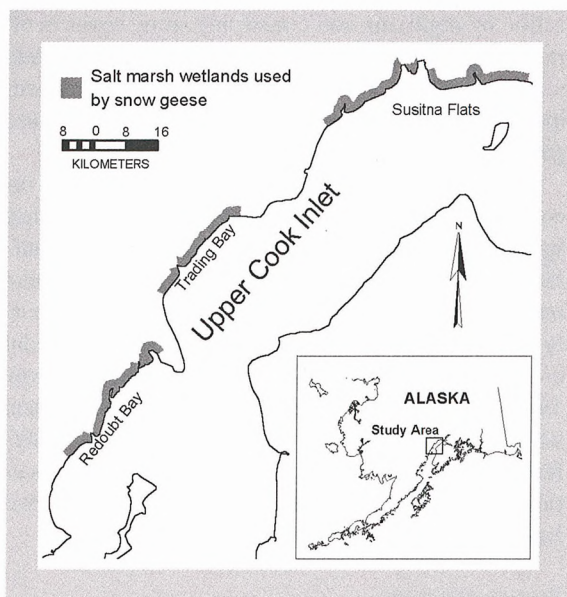 Salt marsh wetlands used
by snow geese
8 0 8 16
KILOMETERS
Susitna Flats
Trading Bay
Upper Cook Inlet
N
Redoubt Bay
ALASKA
Study Area